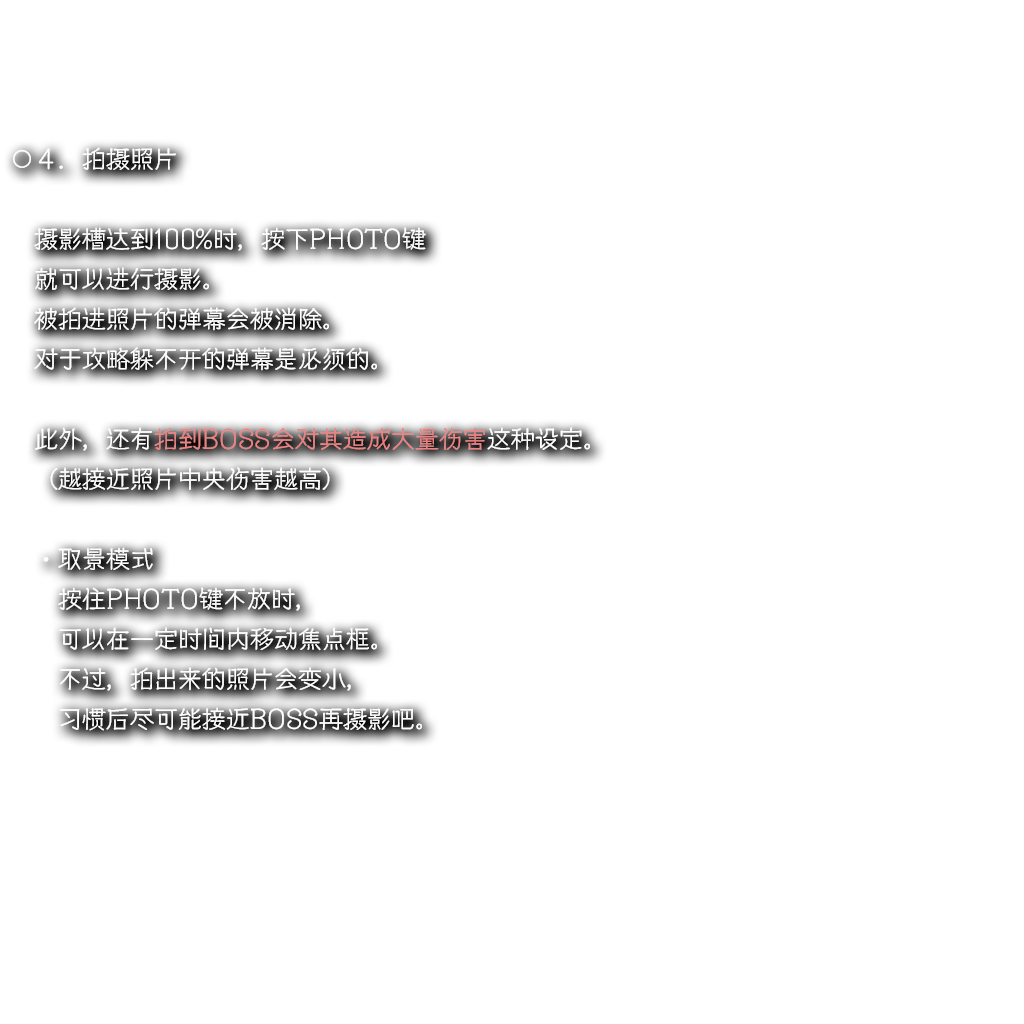 ○４．拍摄照片
摄影槽达到100%时，按下PHOTO键
就可以进行摄影。
被拍进照片的弹幕会被消除。
对于攻略躲不开的弹幕是必须的。
此外，还有拍到BOSS会对其造成大量伤害这种设定。
（越接近照片中央伤害越高）
・取景模式
按住PHOTO键不放时，
可以在一定时间内移动焦点框。
不过，拍出来的照片会变小，
习惯后尽可能接近BOSS再摄影吧。